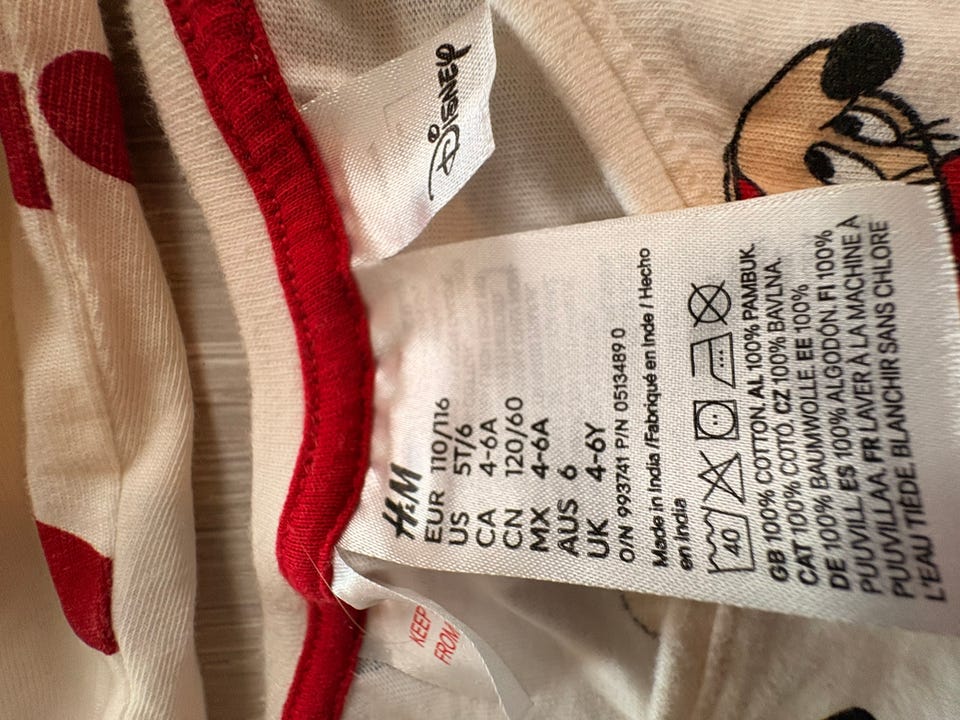 Disney
H&M
EUR 110/116
US 5T/6
CA 4-6A
CN 120/60
MX 4-6A
AUS 6
UK 4-6Y
O/N 993741 P/N 0513489 0
Made in India /Fabriqué en Inde / Hecho
en India
40
GB 100% COTTON. AL 100% PAMBUK.
CAT 100% COTÓ. CZ 100% BAVLNA.
DE 100% BAUMWOLLE. EE 100%
PUUVILL. ES 100% ALGODÓN. FI 100%
PUUVILLAA. FR LAVER À LA MACHINE À
L'EAU TIÈDE. BLANCHIR SANS CHLORE
KEEP
FROM